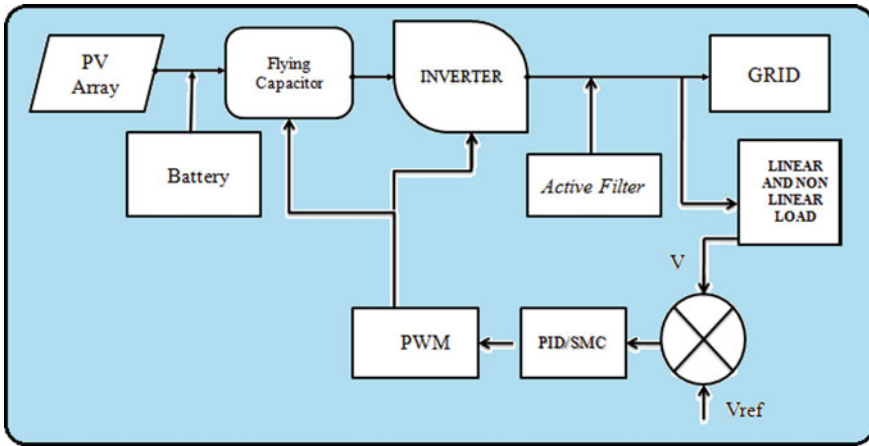 PV
Array
Flying
Capacitor
INVERTER
GRID
Battery
Active Filter
LINEAR
AND NON
LINEAR
LOAD
V
PWM
PID/SMC
Vref